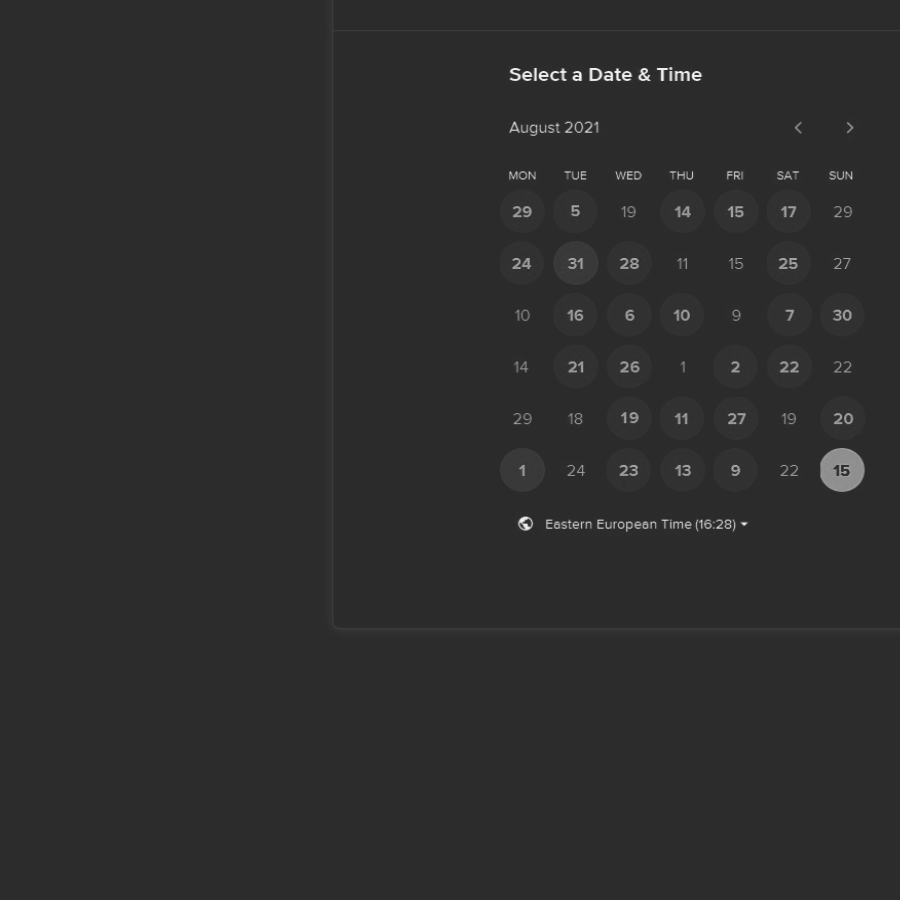 Select a Date & Time
August 2021
MON TUE WED THU FRI SAT SUN
29 5 19 14 15 17 29
24 31 28 11 15 25 27
10 16 6 10 9 7 30
14 21 26 1 2 22 22
29 18 19 11 27 19 20
1 24 23 13 9 22 15
Eastern European Time (16:28)